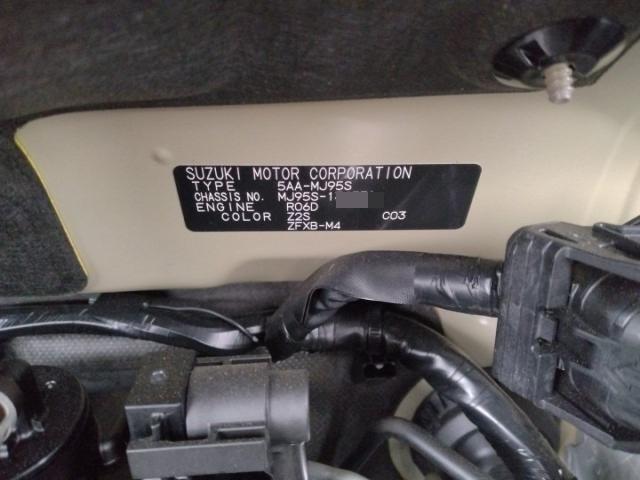 SUZUKI MOTOR CORPORATION
TYPE 5AA-MJ95S
CHASSIS NO. MJ95S-1
ENGINE R06D
COLOR Z2S C03
ZFXB-M4